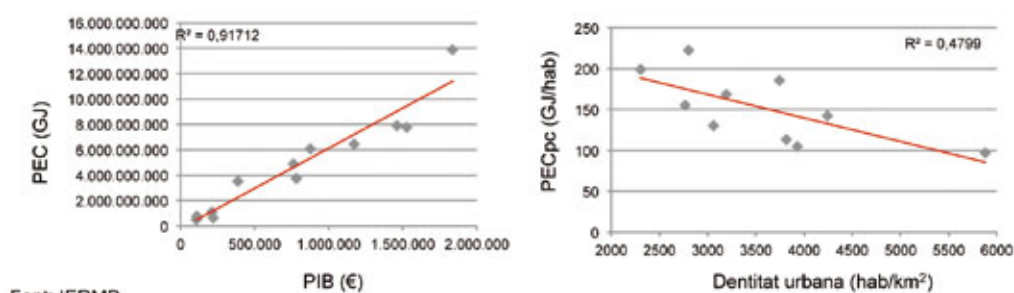 16.000.000.000
R² = 0,91712
14.000.000.000
12.000.000.000
10.000.000.000
8.000.000.000
6.000.000.000
4.000.000.000
2.000.000.000
0
PEC (GJ)
0 500.000 1.000.000 1.500.000 2.000.000
PIB (€)
250
R² = 0,4799
200
150
100
50
0
PECpc (GJ/hab)
2000 2500 3000 3500 4000 4500 5000 5500 6000
Dentitat urbana (hab/km²)